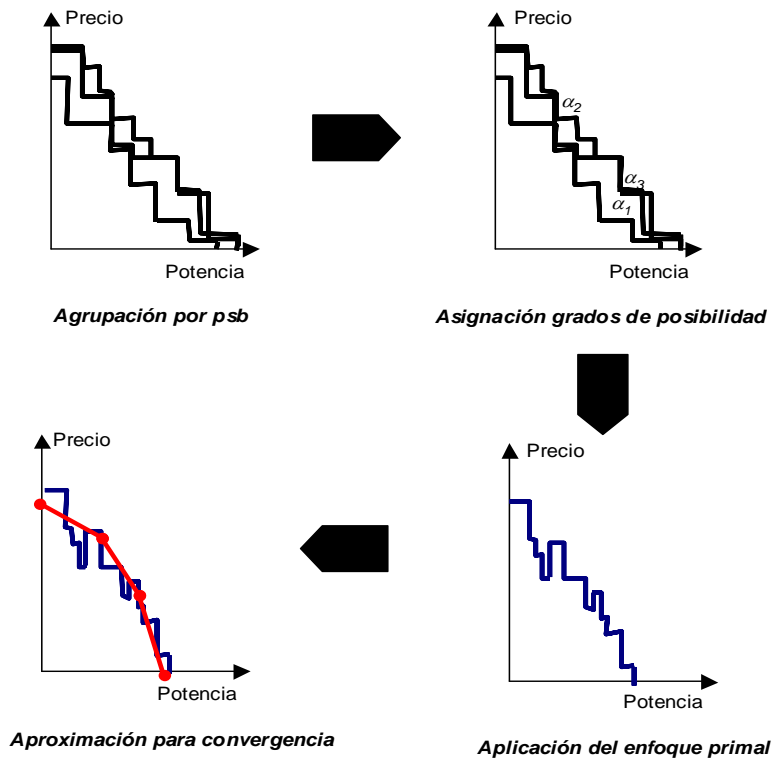 Precio
Potencia
Agrupación por psb
Precio
α2
α3
α1
Potencia
Asignación grados de posibilidad
Precio
Potencia
Aproximación para convergencia
Precio
Potencia
Aplicación del enfoque primal